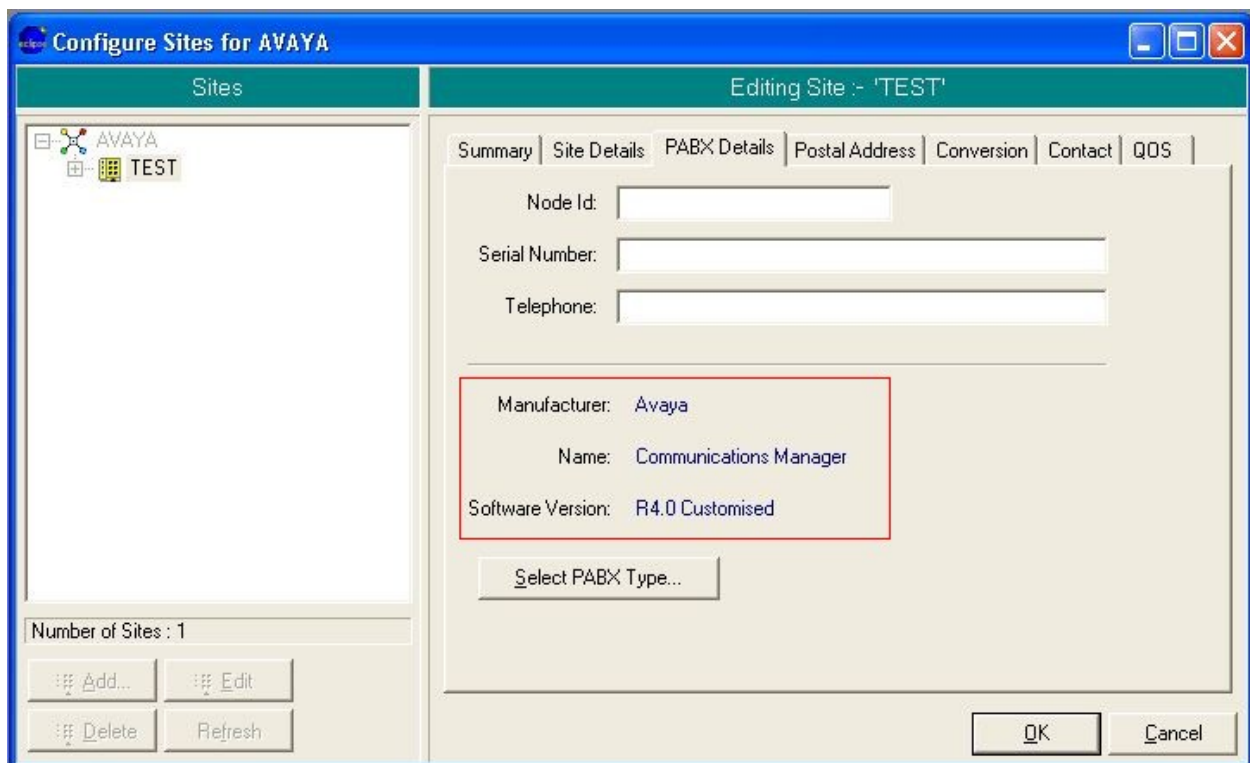 Configure Sites for AVAYA
Sites
Editing Site :- 'TEST'
AVAYA
TEST
Summary Site Details PABX Details Postal Address Conversion Contact QOS
Node Id:
Serial Number:
Telephone:
Manufacturer: Avaya
Name: Communications Manager
Software Version: R4.0 Customised
Select PABX Type...
Number of Sites : 1
Add... Edit
Delete Refresh
OK Cancel